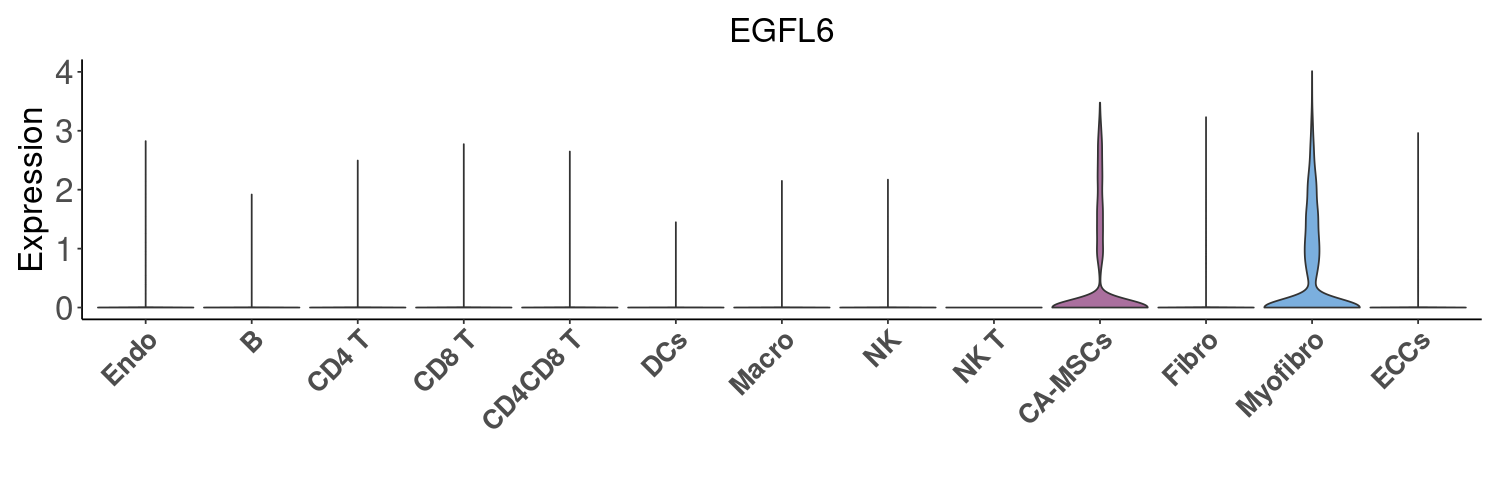 EGFL6
Expression
4
3
2
1
0
Endo
B
CD4 T
CD8 T
CD4CD8 T
DCs
Macro
NK
NK T
CA-MSCs
Fibro
Myofibro
ECCs